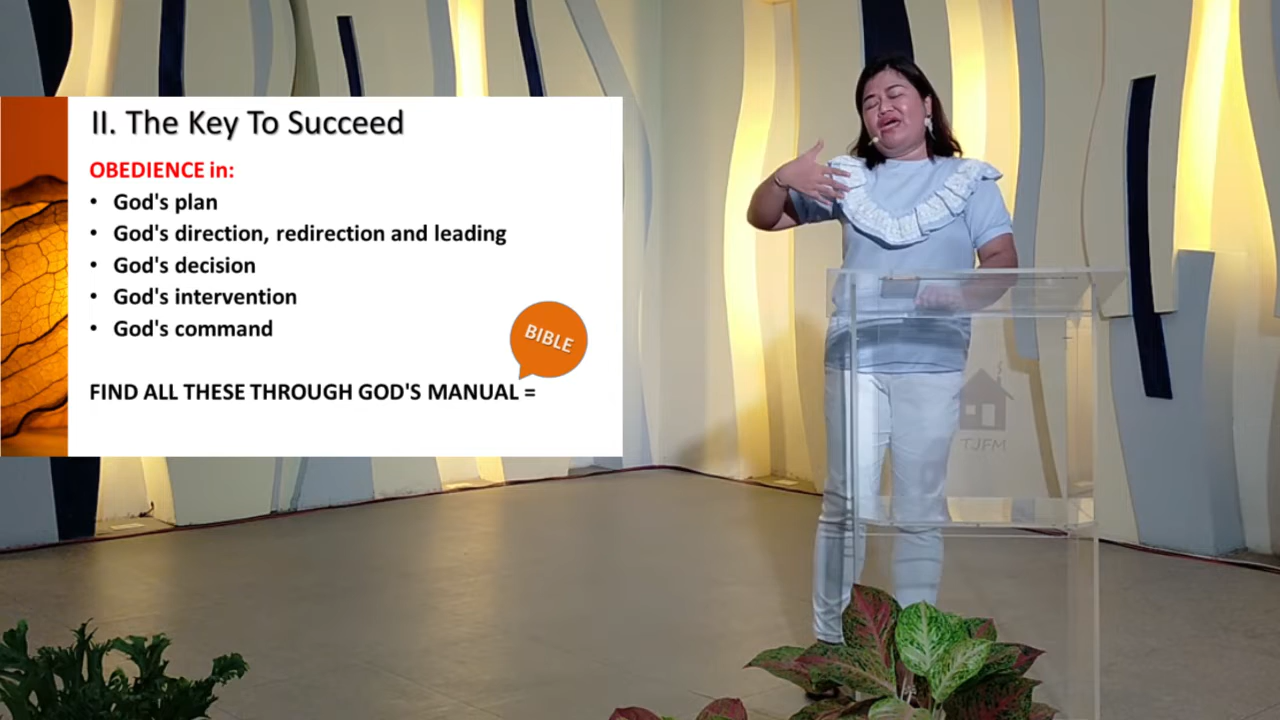 II. The Key To Succeed
OBEDIENCE in:
• God's plan
• God's direction, redirection and leading
• God's decision
• God's intervention
• God's command
BIBLE
FIND ALL THESE THROUGH GOD'S MANUAL =
TJFM